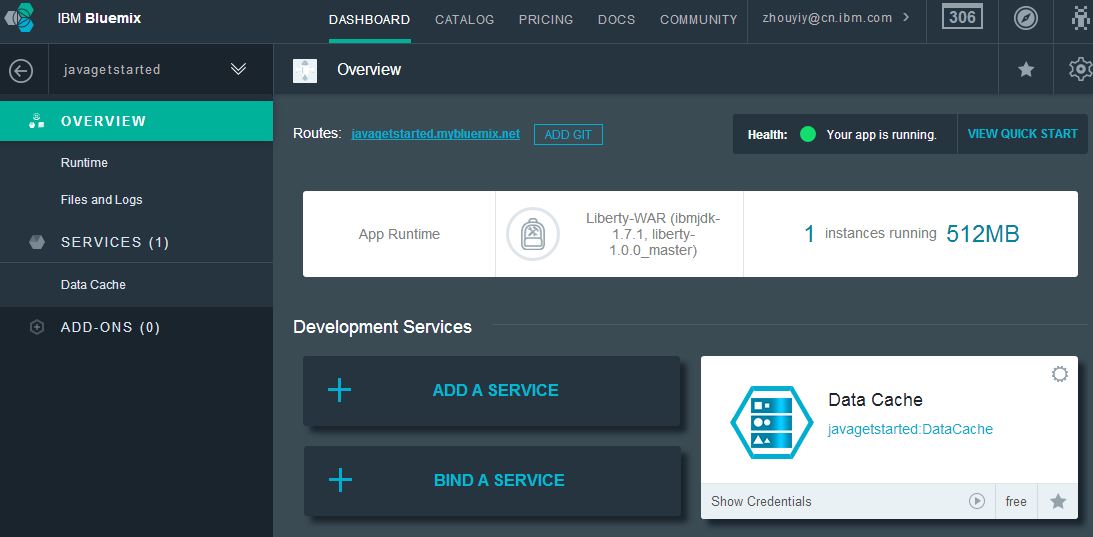 IBM Bluemix
DASHBOARD CATALOG PRICING DOCS COMMUNITY zhouyiy@cn.ibm.com 306
javagetstarted
Overview
OVERVIEW
Runtime
Files and Logs
SERVICES (1)
Data Cache
ADD-ONS (0)
Routes: javagetstarted.mybluemix.net ADD GIT
Health: Your app is running. VIEW QUICK START
App Runtime
Liberty-WAR (ibmjdk-
1.7.1, liberty-
1.0.0_master)
1 instances running 512MB
Development Services
ADD A SERVICE
BIND A SERVICE
Data Cache
javagetstarted:DataCache
Show Credentials free